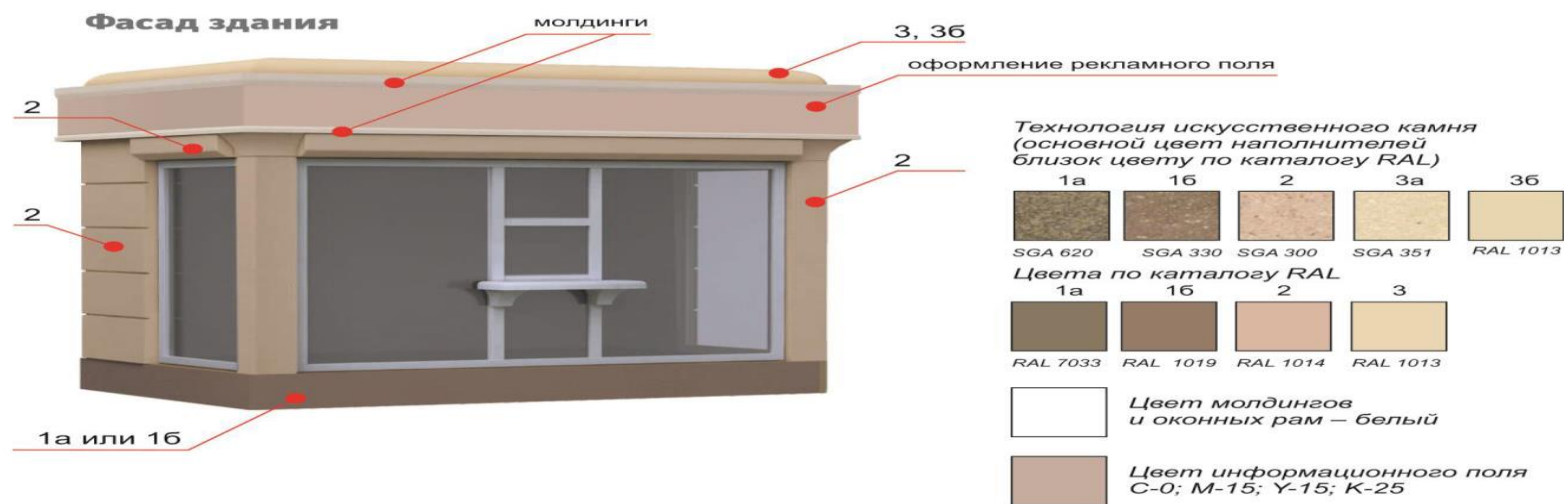 Фасад здания
молдинги
3, 3б
оформление рекламного поля
2
2
2
1а или 1б
Технология искусственного камня
(основной цвет наполнителей
близок цвету по каталогу RAL)
1а 1б 2 3а 3б
SGA 620 SGA 330 SGA 300 SGA 351 RAL 1013
Цвета по каталогу RAL
1а 1б 2 3
RAL 7033 RAL 1019 RAL 1014 RAL 1013
Цвет молдингов
и оконных рам – белый
Цвет информационного поля
C-0; M-15; Y-15; K-25